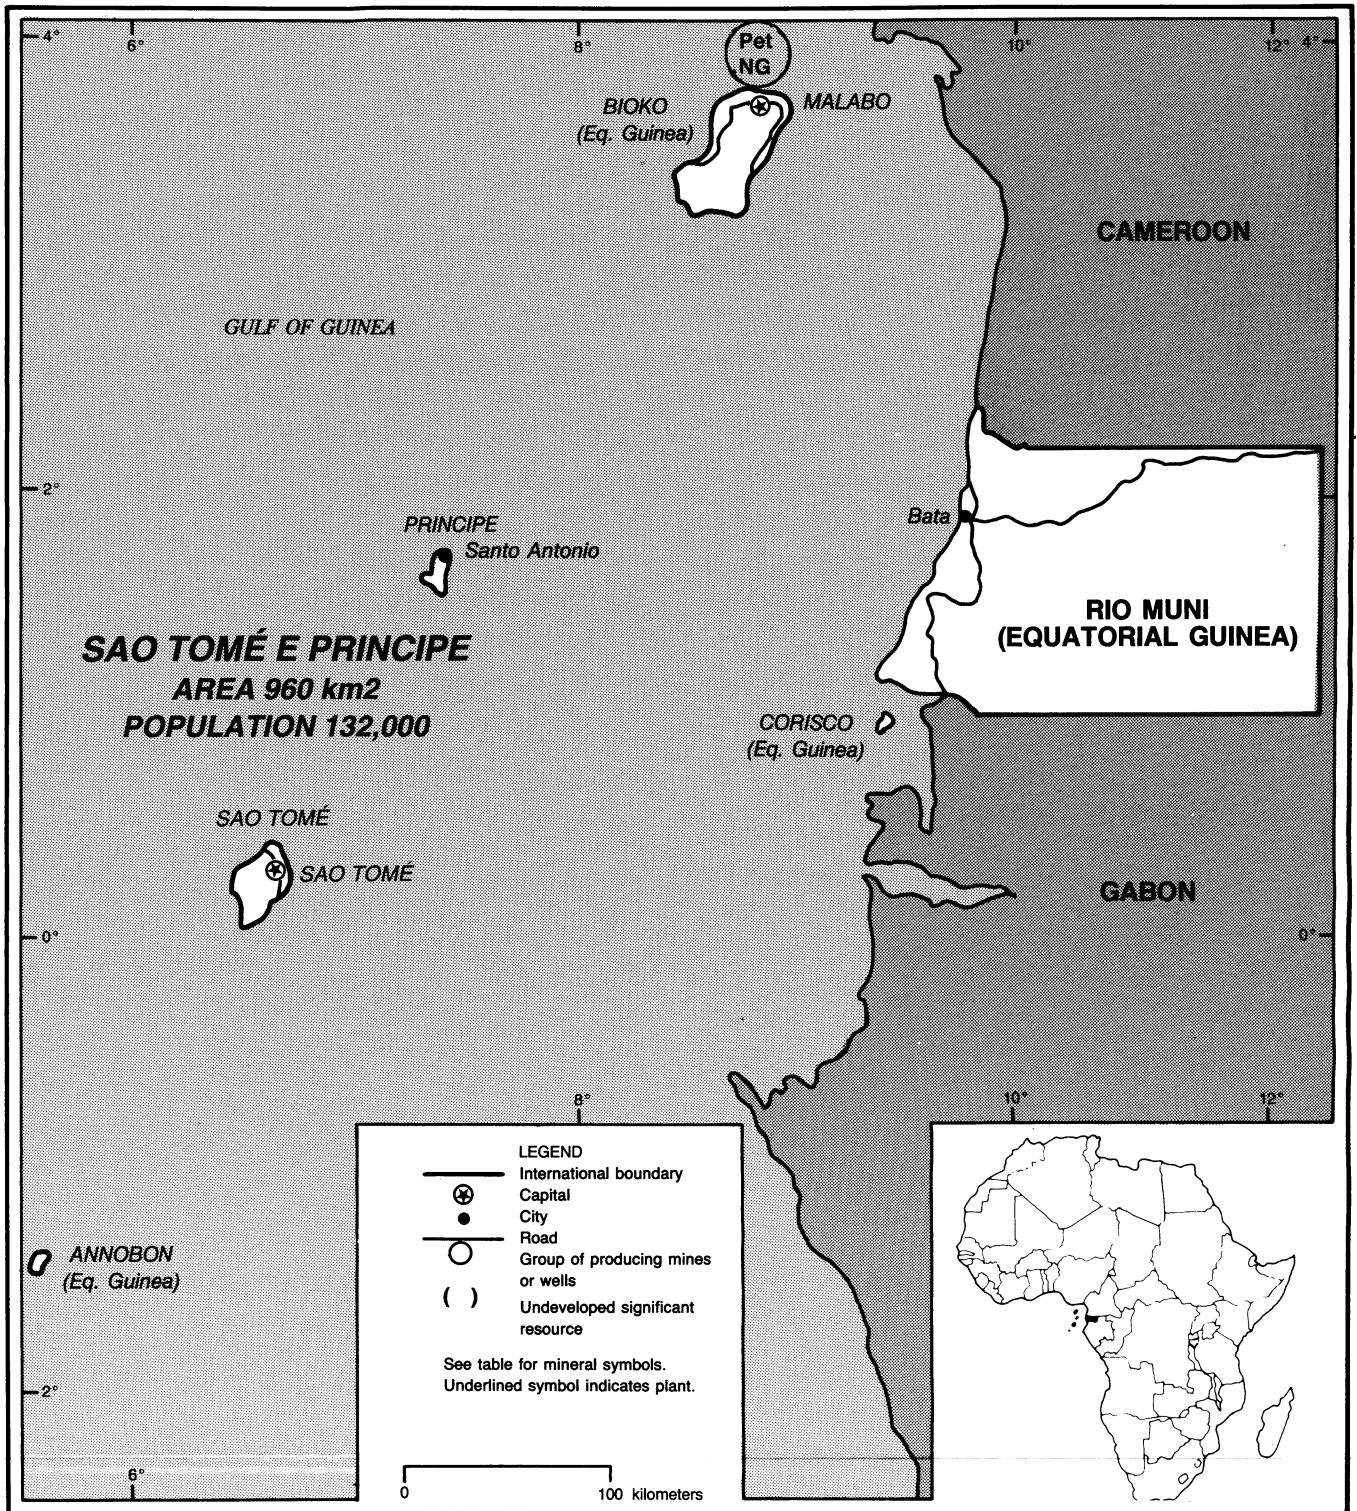 4°
6°
8°
10°
12°
4°
Pet
NG
BIOKO
(Eq. Guinea)
MALABO
CAMEROON
GULF OF GUINEA
2°
PRINCIPE
Santo Antonio
Bata
RIO MUNI
(EQUATORIAL GUINEA)
SAO TOMÉ E PRINCIPE
AREA 960 km2
POPULATION 132,000
CORISCO
(Eq. Guinea)
SAO TOMÉ
SAO TOMÉ
GABON
0°
0°
8°
10°
12°
LEGEND
International boundary
Capital
City
Road
Group of producing mines
or wells
( )
Undeveloped significant
resource
See table for mineral symbols.
Underlined symbol indicates plant.
ANNOBON
(Eq. Guinea)
2°
6°
0
100 kilometers